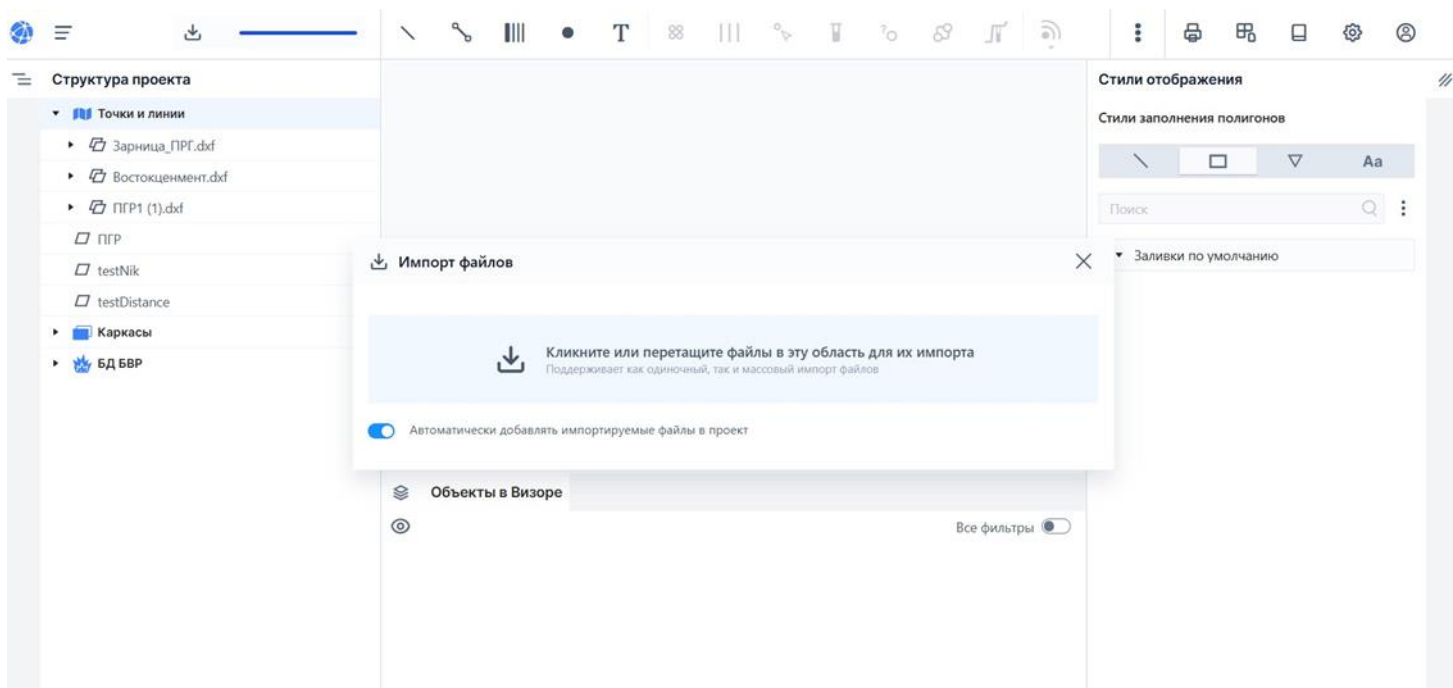 T
Структура проекта
Точки и линии
Зарница_ПРГ.dxf
Востокценмент.dxf
ПГР1 (1).dxf
ПГР
testNik
testDistance
Каркасы
БД БВР
Импорт файлов
Кликните или перетащите файлы в эту область для их импорта
Поддерживает как одиночный, так и массовый импорт файлов
Автоматически добавлять импортируемые файлы в проект
Объекты в Визоре
Все фильтры
Стили отображения
Стили заполнения полигонов
Aa
Поиск
Заливки по умолчанию